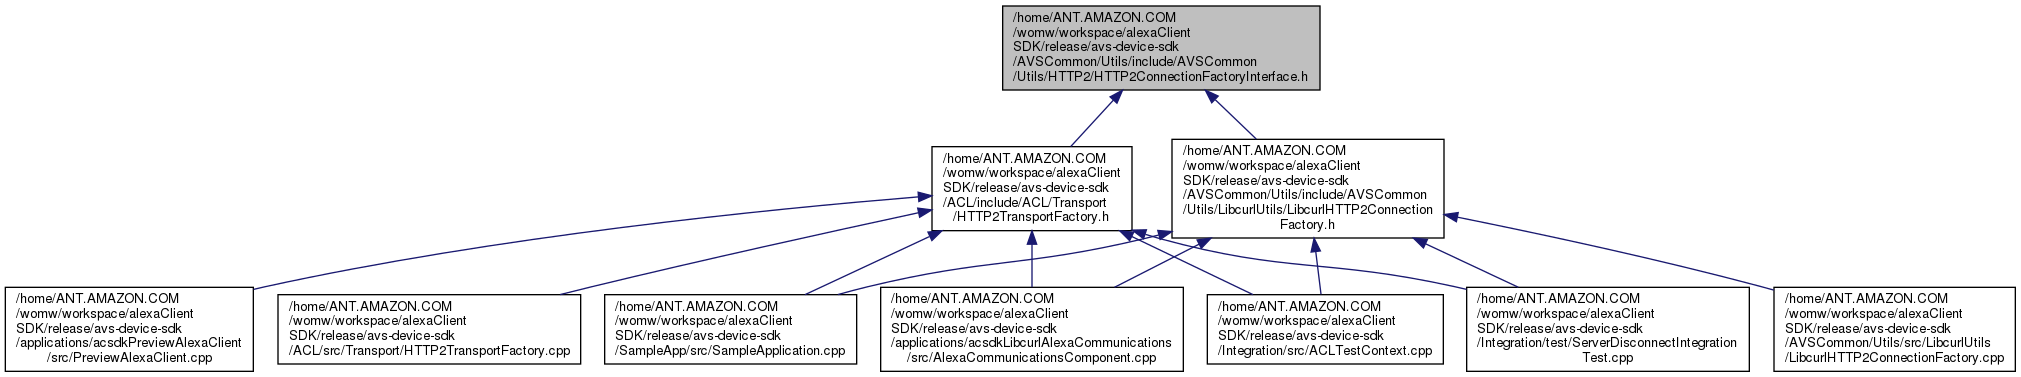 /home/ANT.AMAZON.COM
/womw/workspace/alexaClient
SDK/release/avs-device-sdk
/AVSCommon/Utils/include/AVSCommon
/Utils/HTTP2/HTTP2ConnectionFactoryInterface.h
/home/ANT.AMAZON.COM
/womw/workspace/alexaClient
SDK/release/avs-device-sdk
/ACL/include/ACL/Transport
/HTTP2TransportFactory.h
/home/ANT.AMAZON.COM
/womw/workspace/alexaClient
SDK/release/avs-device-sdk
/AVSCommon/Utils/include/AVSCommon
/Utils/LibcurlUtils/LibcurlHTTP2Connection
Factory.h
/home/ANT.AMAZON.COM
/womw/workspace/alexaClient
SDK/release/avs-device-sdk
/applications/acsdkPreviewAlexaClient
/src/PreviewAlexaClient.cpp
/home/ANT.AMAZON.COM
/womw/workspace/alexaClient
SDK/release/avs-device-sdk
/ACL/src/Transport/HTTP2TransportFactory.cpp
/home/ANT.AMAZON.COM
/womw/workspace/alexaClient
SDK/release/avs-device-sdk
/SampleApp/src/SampleApplication.cpp
/home/ANT.AMAZON.COM
/womw/workspace/alexaClient
SDK/release/avs-device-sdk
/applications/acsdkLibcurlAlexaCommunications
/src/AlexaCommunicationsComponent.cpp
/home/ANT.AMAZON.COM
/womw/workspace/alexaClient
SDK/release/avs-device-sdk
/Integration/src/ACLTestContext.cpp
/home/ANT.AMAZON.COM
/womw/workspace/alexaClient
SDK/release/avs-device-sdk
/Integration/test/ServerDisconnectIntegration
Test.cpp
/home/ANT.AMAZON.COM
/womw/workspace/alexaClient
SDK/release/avs-device-sdk
/AVSCommon/Utils/src/LibcurlUtils
/LibcurlHTTP2ConnectionFactory.cpp